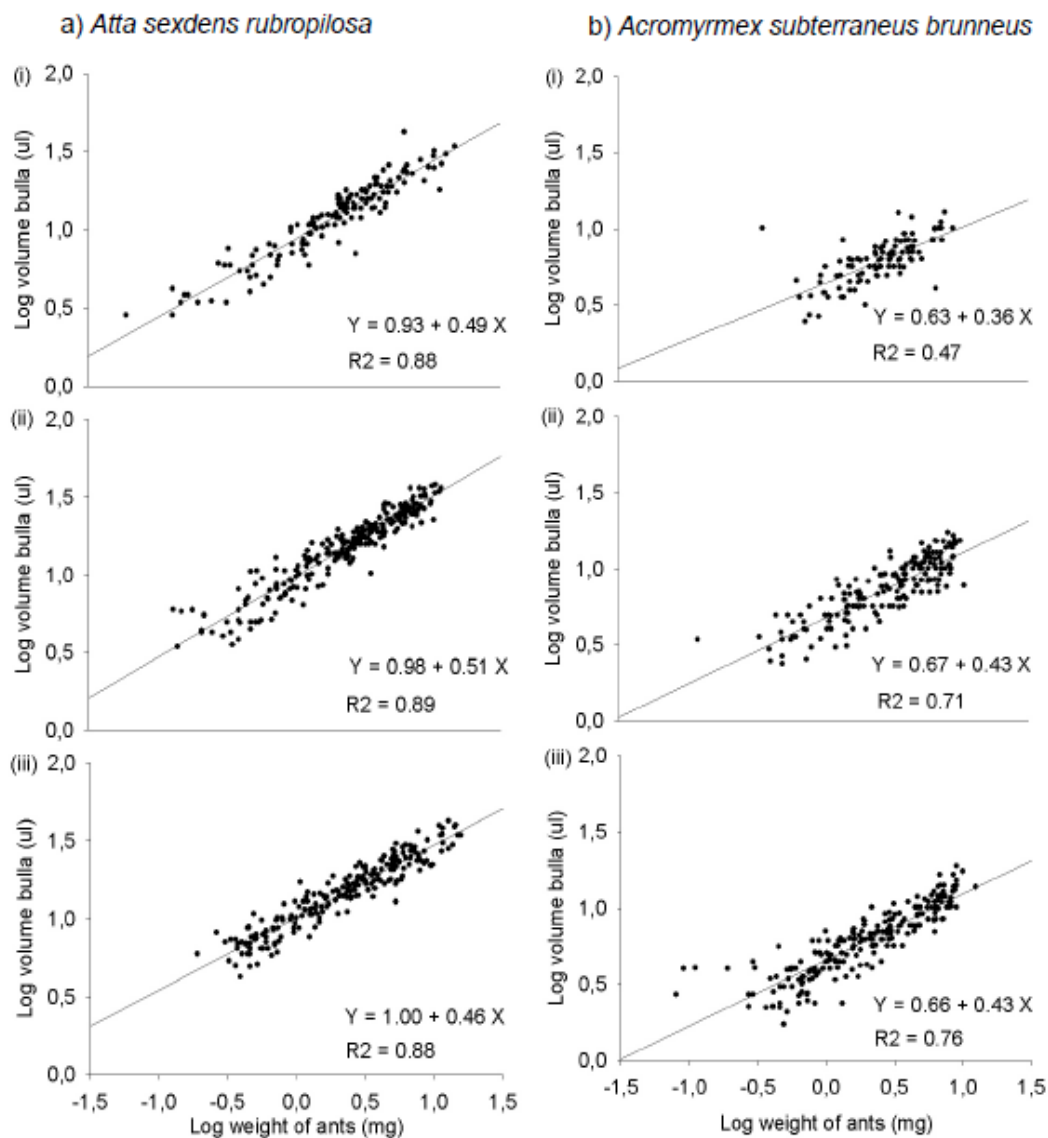 a) Atta sexdens rubropilosa
b) Acromyrmex subterraneus brunneus
(i)
2,0
1,5
1,0
0,5
0,0
Log volume bulla (ul)
Y = 0.93 + 0.49 X
R2 = 0.88
(i)
2,0
1,5
1,0
0,5
0,0
Log volume bulla (ul)
Y = 0.63 + 0.36 X
R2 = 0.47
(ii)
2,0
1,5
1,0
0,5
0,0
Log volume bulla (ul)
Y = 0.98 + 0.51 X
R2 = 0.89
(ii)
2,0
1,5
1,0
0,5
0,0
Log volume bulla (ul)
Y = 0.67 + 0.43 X
R2 = 0.71
(iii)
2,0
1,5
1,0
0,5
0,0
Log volume bulla (ul)
Y = 1.00 + 0.46 X
R2 = 0.88
-1,5 -1,0 -0,5 0,0 0,5 1,0 1,5
Log weight of ants (mg)
(iii)
2,0
1,5
1,0
0,5
0,0
Log volume bulla (ul)
Y = 0.66 + 0.43 X
R2 = 0.76
-1,5 -1,0 -0,5 0,0 0,5 1,0 1,5
Log weight of ants (mg)